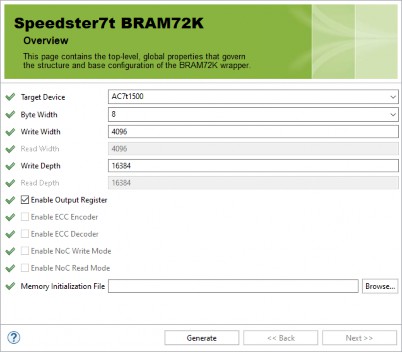 Speedster7t BRAM72K
Overview
This page contains the top-level, global properties that govern
the structure and base configuration of the BRAM72K wrapper.
Target Device AC7t1500
Byte Width 8
Write Width 4096
Read Width 4096
Write Depth 16384
Read Depth 16384
Enable Output Register
Enable ECC Encoder
Enable ECC Decoder
Enable NoC Write Mode
Enable NoC Read Mode
Memory Initialization File Browse...
? Generate << Back Next >>